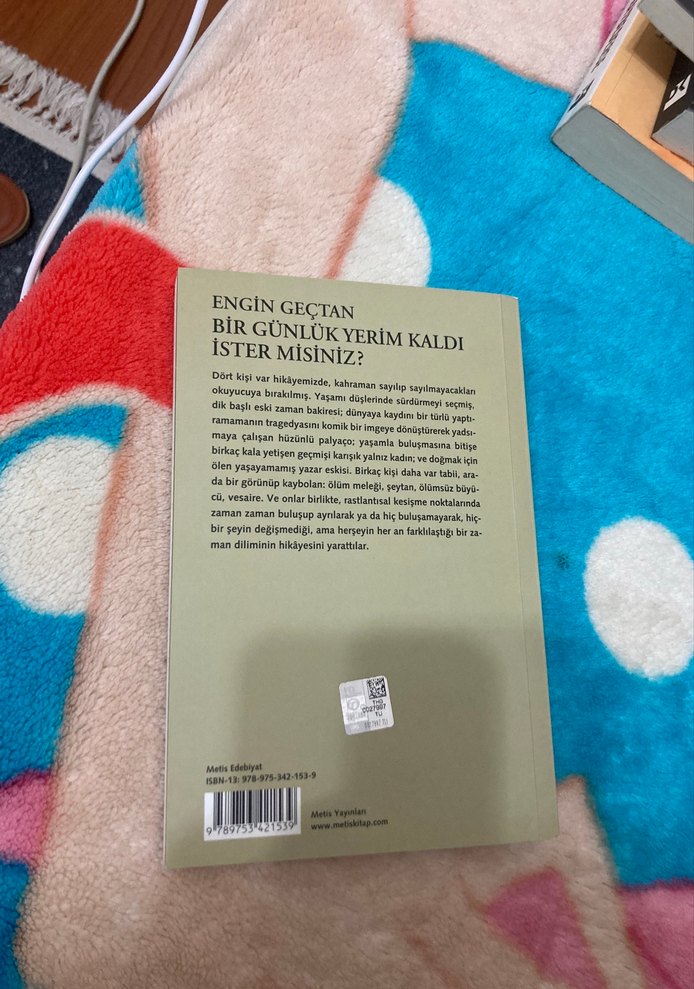 ENGİN GEÇTAN
BİR GÜNLÜK YERİM KALDI
İSTER MİSİNİZ?
Dört kişi var hikâyemizde, kahraman sayılıp sayılmayacakları
okuyucuya bırakılmış. Yaşamı düşlerinde sürdürmeyi seçmiş,
dik başlı eski zaman bakiresi; dünyaya kaydını bir türlü yaptı-
ramamanın tragedyasını komik bir imgeye dönüştürerek yadsı-
maya çalışan hüzünlü palyaço; yaşamla buluşmasına bitişe
birkaç kala yetişen geçmişi karışık yalnız kadın; ve doğmak için
ölen yaşayamamış yazar eskisi. Birkaç kişi daha var tabii, ara-
da bir görünüp kaybolan: ölüm meleği, şeytan, ölümsüz büyü-
cü, vesaire. Ve onlar birlikte, rastlantısal kesişme noktalarında
zaman zaman buluşup ayrılarak ya da hiç buluşamayarak, hiç-
bir şeyin değişmediği, ama herşeyin her an farklılaştığı bir za-
man diliminin hikâyesini yarattılar.
THS
0027997
TU
Metis Edebiyat
ISBN-13: 978-975-342-153-9
9 789753 421539
Metis Yayınları
www.metiskitap.com